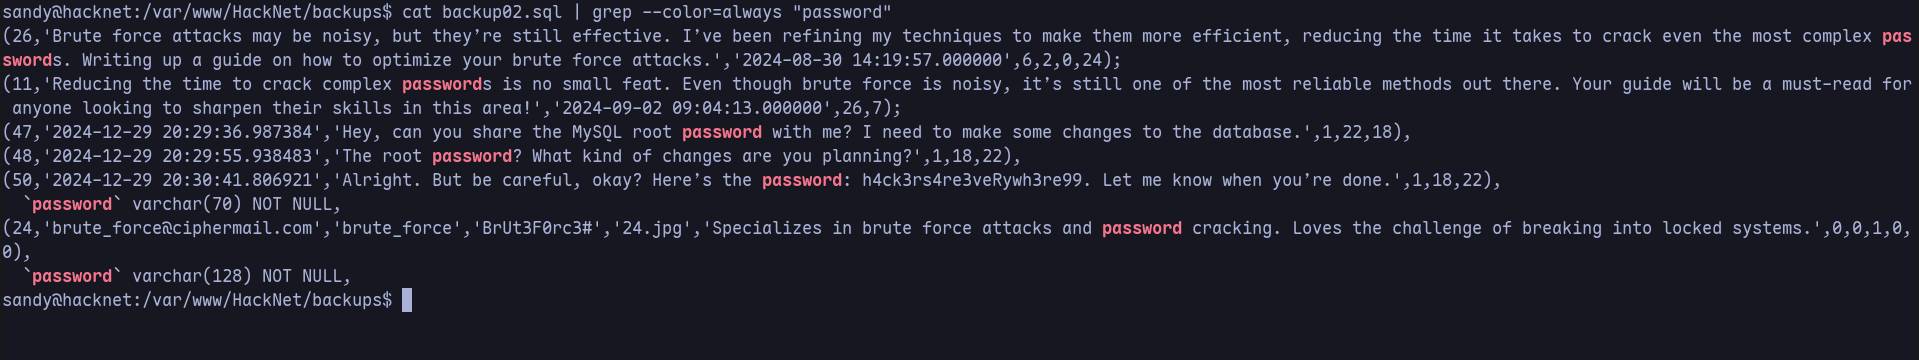 sandy@hacknet:/var/www/HackNet/backups$ cat backup02.sql | grep --color=always "password"
(26,'Brute force attacks may be noisy, but they’re still effective. I’ve been refining my techniques to make them more efficient, reducing the time it takes to crack even the most complex pas
swords. Writing up a guide on how to optimize your brute force attacks.','2024-08-30 14:19:57.000000',6,2,0,24);
(11,'Reducing the time to crack complex passwords is no small feat. Even though brute force is noisy, it’s still one of the most reliable methods out there. Your guide will be a must-read for
 anyone looking to sharpen their skills in this area!','2024-09-02 09:04:13.000000',26,7);
(47,'2024-12-29 20:29:36.987384','Hey, can you share the MySQL root password with me? I need to make some changes to the database.',1,22,18),
(48,'2024-12-29 20:29:55.938483','The root password? What kind of changes are you planning?',1,18,22),
(50,'2024-12-29 20:30:41.806921','Alright. But be careful, okay? Here’s the password: h4ck3rs4re3veRywh3re99. Let me know when you’re done.',1,18,22),
  `password` varchar(70) NOT NULL,
(24,'brute_force@ciphermail.com','brute_force','BrUt3F0rc3#','24.jpg','Specializes in brute force attacks and password cracking. Loves the challenge of breaking into locked systems.',0,0,1,0,
0),
  `password` varchar(128) NOT NULL,
sandy@hacknet:/var/www/HackNet/backups$